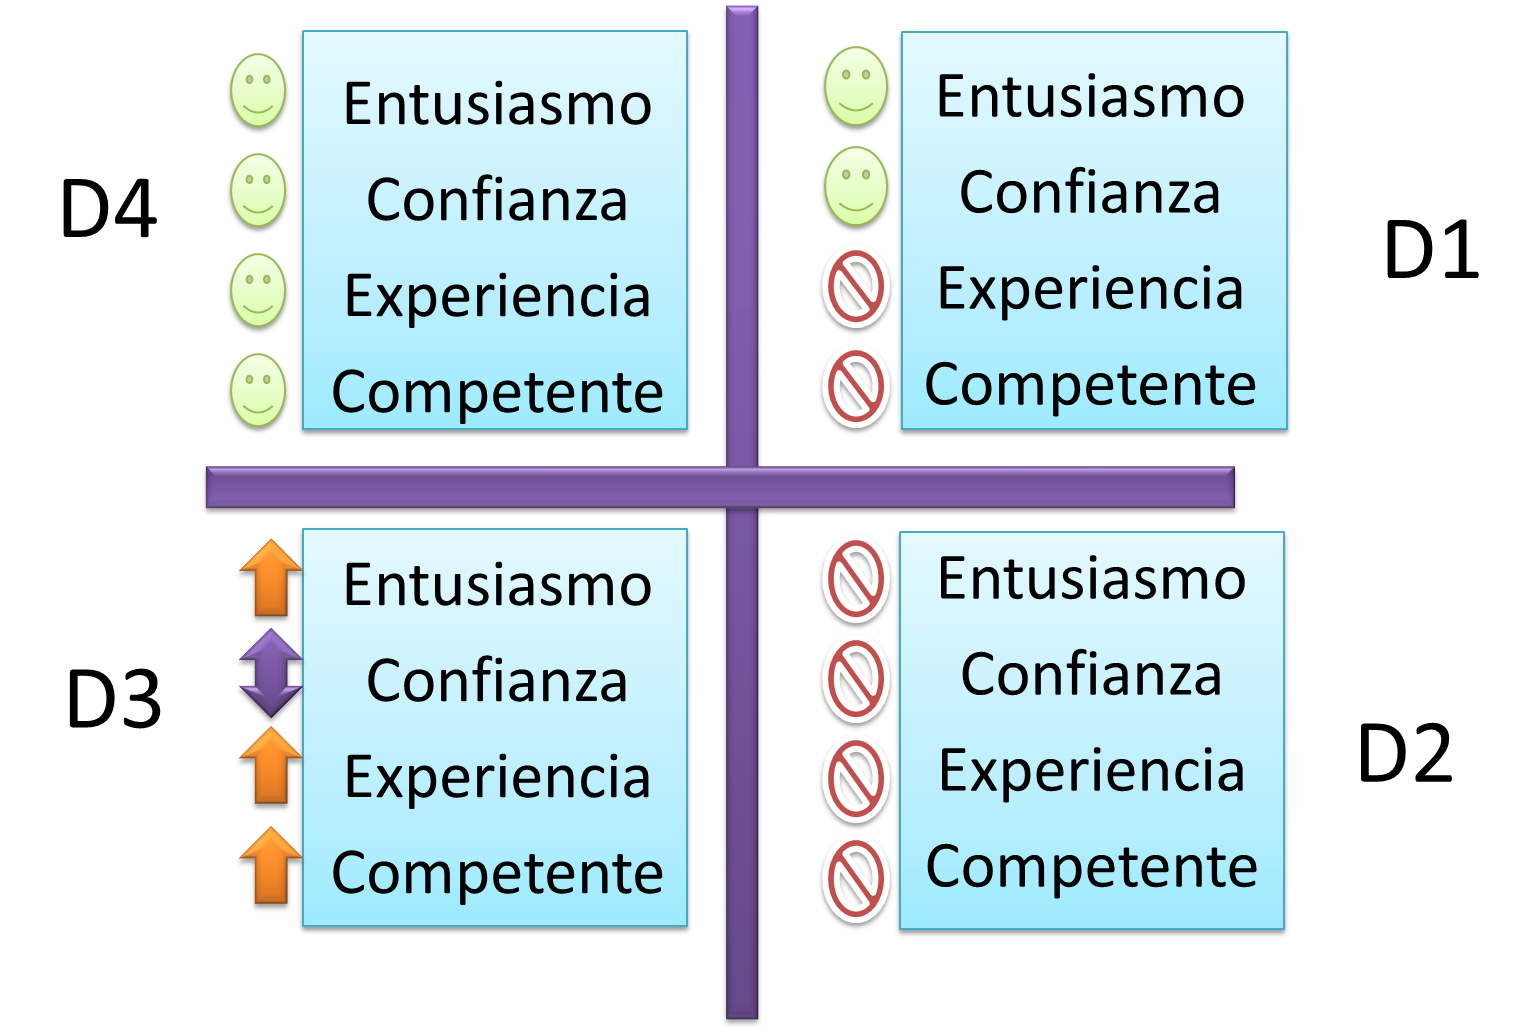 D4
Entusiasmo
Confianza
Experiencia
Competente
Entusiasmo
Confianza
Experiencia
Competente
D1
D3
Entusiasmo
Confianza
Experiencia
Competente
Entusiasmo
Confianza
Experiencia
Competente
D2